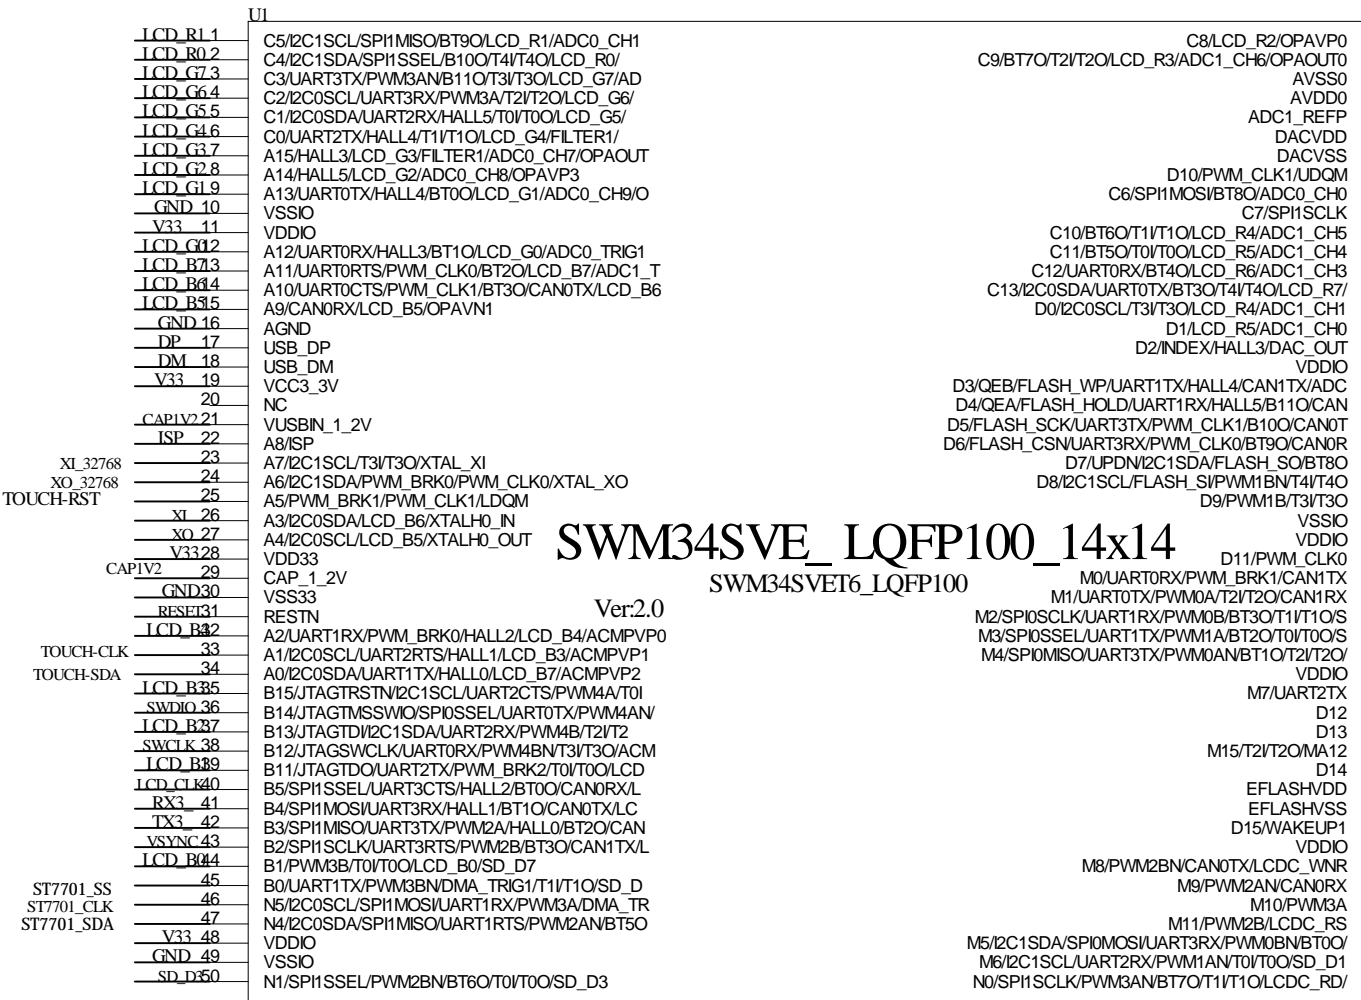 U1
LCD_R1 1 C5/I2C1SCL/SPI1MISO/BT9O/LCD_R1/ADC0_CH1 C8/LCD_R2/OPAVP0
LCD_R0 2 C4/I2C1SDA/SPI1SSEL/B10O/T4I/T4O/LCD_R0/ C9/BT7O/T2I/T2O/LCD_R3/ADC1_CH6/OPAOUT0
LCD_G7 3 C3/UART3TX/PWM3AN/B11O/T3I/T3O/LCD_G7/AD AVSS0
LCD_G6 4 C2/I2C0SCL/UART3RX/PWM3A/T2I/T2O/LCD_G6/ AVDD0
LCD_G5 5 C1/I2C0SDA/UART2RX/HALL5/T0I/T0O/LCD_G5/ ADC1_REFP
LCD_G4 6 C0/UART2TX/HALL4/T1I/T1O/LCD_G4/FILTER1/ DACVDD
LCD_G3 7 A15/HALL3/LCD_G3/FILTER1/ADC0_CH7/OPAOUT DACVSS
LCD_G2 8 A14/HALL5/LCD_G2/ADC0_CH8/OPAVP3 D10/PWM_CLK1/UDQM
LCD_G1 9 A13/UART0TX/HALL4/BT0O/LCD_G1/ADC0_CH9/O C6/SPI1MOSI/BT8O/ADC0_CH0
GND 10 VSSIO C7/SPI1SCLK
V33 11 VDDIO C10/BT6O/T1I/T1O/LCD_R4/ADC1_CH5
LCD_G0 12 A12/UART0RX/HALL3/BT1O/LCD_G0/ADC0_TRIG1 C11/BT5O/T0I/T0O/LCD_R5/ADC1_CH4
LCD_B7 13 A11/UART0RTS/PWM_CLK0/BT2O/LCD_B7/ADC1_T C12/UART0RX/BT4O/LCD_R6/ADC1_CH3
LCD_B6 14 A10/UART0CTS/PWM_CLK1/BT3O/CAN0TX/LCD_B6 C13/I2C0SDA/UART0TX/BT3O/T4I/T4O/LCD_R7/
LCD_B5 15 A9/CAN0RX/LCD_B5/OPAVN1 D0/I2C0SCL/T3I/T3O/LCD_R4/ADC1_CH1
GND 16 AGND D1/LCD_R5/ADC1_CH0
DP 17 USB_DP D2/INDEX/HALL3/DAC_OUT
DM 18 USB_DM VDDIO
V33 19 VCC3_3V D3/QEB/FLASH_WP/UART1TX/HALL4/CAN1TX/ADC
20 NC D4/QEA/FLASH_HOLD/UART1RX/HALL5/B11O/CAN
CAP1V2 21 VUSBIN_1_2V D5/FLASH_SCK/UART3TX/PWM_CLK1/B10O/CAN0T
ISP 22 A8/ISP D6/FLASH_CSN/UART3RX/PWM_CLK0/BT9O/CAN0R
XI_32768 23 A7/I2C1SCL/T3I/T3O/XTAL_XI D7/UPDN/I2C1SDA/FLASH_SO/BT8O
XO_32768 24 A6/I2C1SDA/PWM_BRK0/PWM_CLK0/XTAL_XO D8/I2C1SCL/FLASH_SI/PWM1BN/T4I/T4O
TOUCH-RST 25 A5/PWM_BRK1/PWM_CLK1/LDQM D9/PWM1B/T3I/T3O
XI 26 A3/I2C0SDA/LCD_B6/XTALH0_IN VSSIO
XO 27 A4/I2C0SCL/LCD_B5/XTALH0_OUT VDDIO
SWM34SVE_ LQFP100_14x14
V33 28 VDD33 D11/PWM_CLK0
CAP1V2 29 CAP_1_2V M0/UART0RX/PWM_BRK1/CAN1TX
SWM34SVET6_LQFP100
GND 30 VSS33 M1/UART0TX/PWM0A/T2I/T2O/CAN1RX
Ver:2.0
RESET 31 RESTN M2/SPI0SCLK/UART1RX/PWM0B/BT3O/T1I/T1O/S
LCD_B4 32 A2/UART1RX/PWM_BRK0/HALL2/LCD_B4/ACMPVP0 M3/SPI0SSEL/UART1TX/PWM1A/BT2O/T0I/T0O/S
TOUCH-CLK 33 A1/I2C0SCL/UART2RTS/HALL1/LCD_B3/ACMPVP1 M4/SPI0MISO/UART3TX/PWM0AN/BT1O/T2I/T2O/
TOUCH-SDA 34 A0/I2C0SDA/UART1TX/HALL0/LCD_B7/ACMPVP2 VDDIO
LCD_B3 35 B15/JTAGTRSTN/I2C1SCL/UART2CTS/PWM4A/T0I M7/UART2TX
SWDIO 36 B14/JTAGTMSSWIO/SPI0SSEL/UART0TX/PWM4AN/ D12
LCD_B2 37 B13/JTAGTDI/I2C1SDA/UART2RX/PWM4B/T2I/T2 D13
SWCLK 38 B12/JTAGSWCLK/UART0RX/PWM4BN/T3I/T3O/ACM M15/T2I/T2O/MA12
LCD_B1 39 B11/JTAGTDO/UART2TX/PWM_BRK2/T0I/T0O/LCD D14
LCD_CLK 40 B5/SPI1SSEL/UART3CTS/HALL2/BT0O/CAN0RX/L EFLASHVDD
RX3_ 41 B4/SPI1MOSI/UART3RX/HALL1/BT1O/CAN0TX/LC EFLASHVSS
TX3_ 42 B3/SPI1MISO/UART3TX/PWM2A/HALL0/BT2O/CAN D15/WAKEUP1
VSYNC 43 B2/SPI1SCLK/UART3RTS/PWM2B/BT3O/CAN1TX/L VDDIO
LCD_B0 44 B1/PWM3B/T0I/T0O/LCD_B0/SD_D7 M8/PWM2BN/CAN0TX/LCDC_WNR
ST7701_SS 45 B0/UART1TX/PWM3BN/DMA_TRIG1/T1I/T1O/SD_D M9/PWM2AN/CAN0RX
ST7701_CLK 46 N5/I2C0SCL/SPI1MOSI/UART1RX/PWM3A/DMA_TR M10/PWM3A
ST7701_SDA 47 N4/I2C0SDA/SPI1MISO/UART1RTS/PWM2AN/BT5O M11/PWM2B/LCDC_RS
V33 48 VDDIO M5/I2C1SDA/SPI0MOSI/UART3RX/PWM0BN/BT0O/
GND 49 VSSIO M6/I2C1SCL/UART2RX/PWM1AN/T0I/T0O/SD_D1
SD_D3 50 N1/SPI1SSEL/PWM2BN/BT6O/T0I/T0O/SD_D3 N0/SPI1SCLK/PWM3AN/BT7O/T1I/T1O/LCDC_RD/